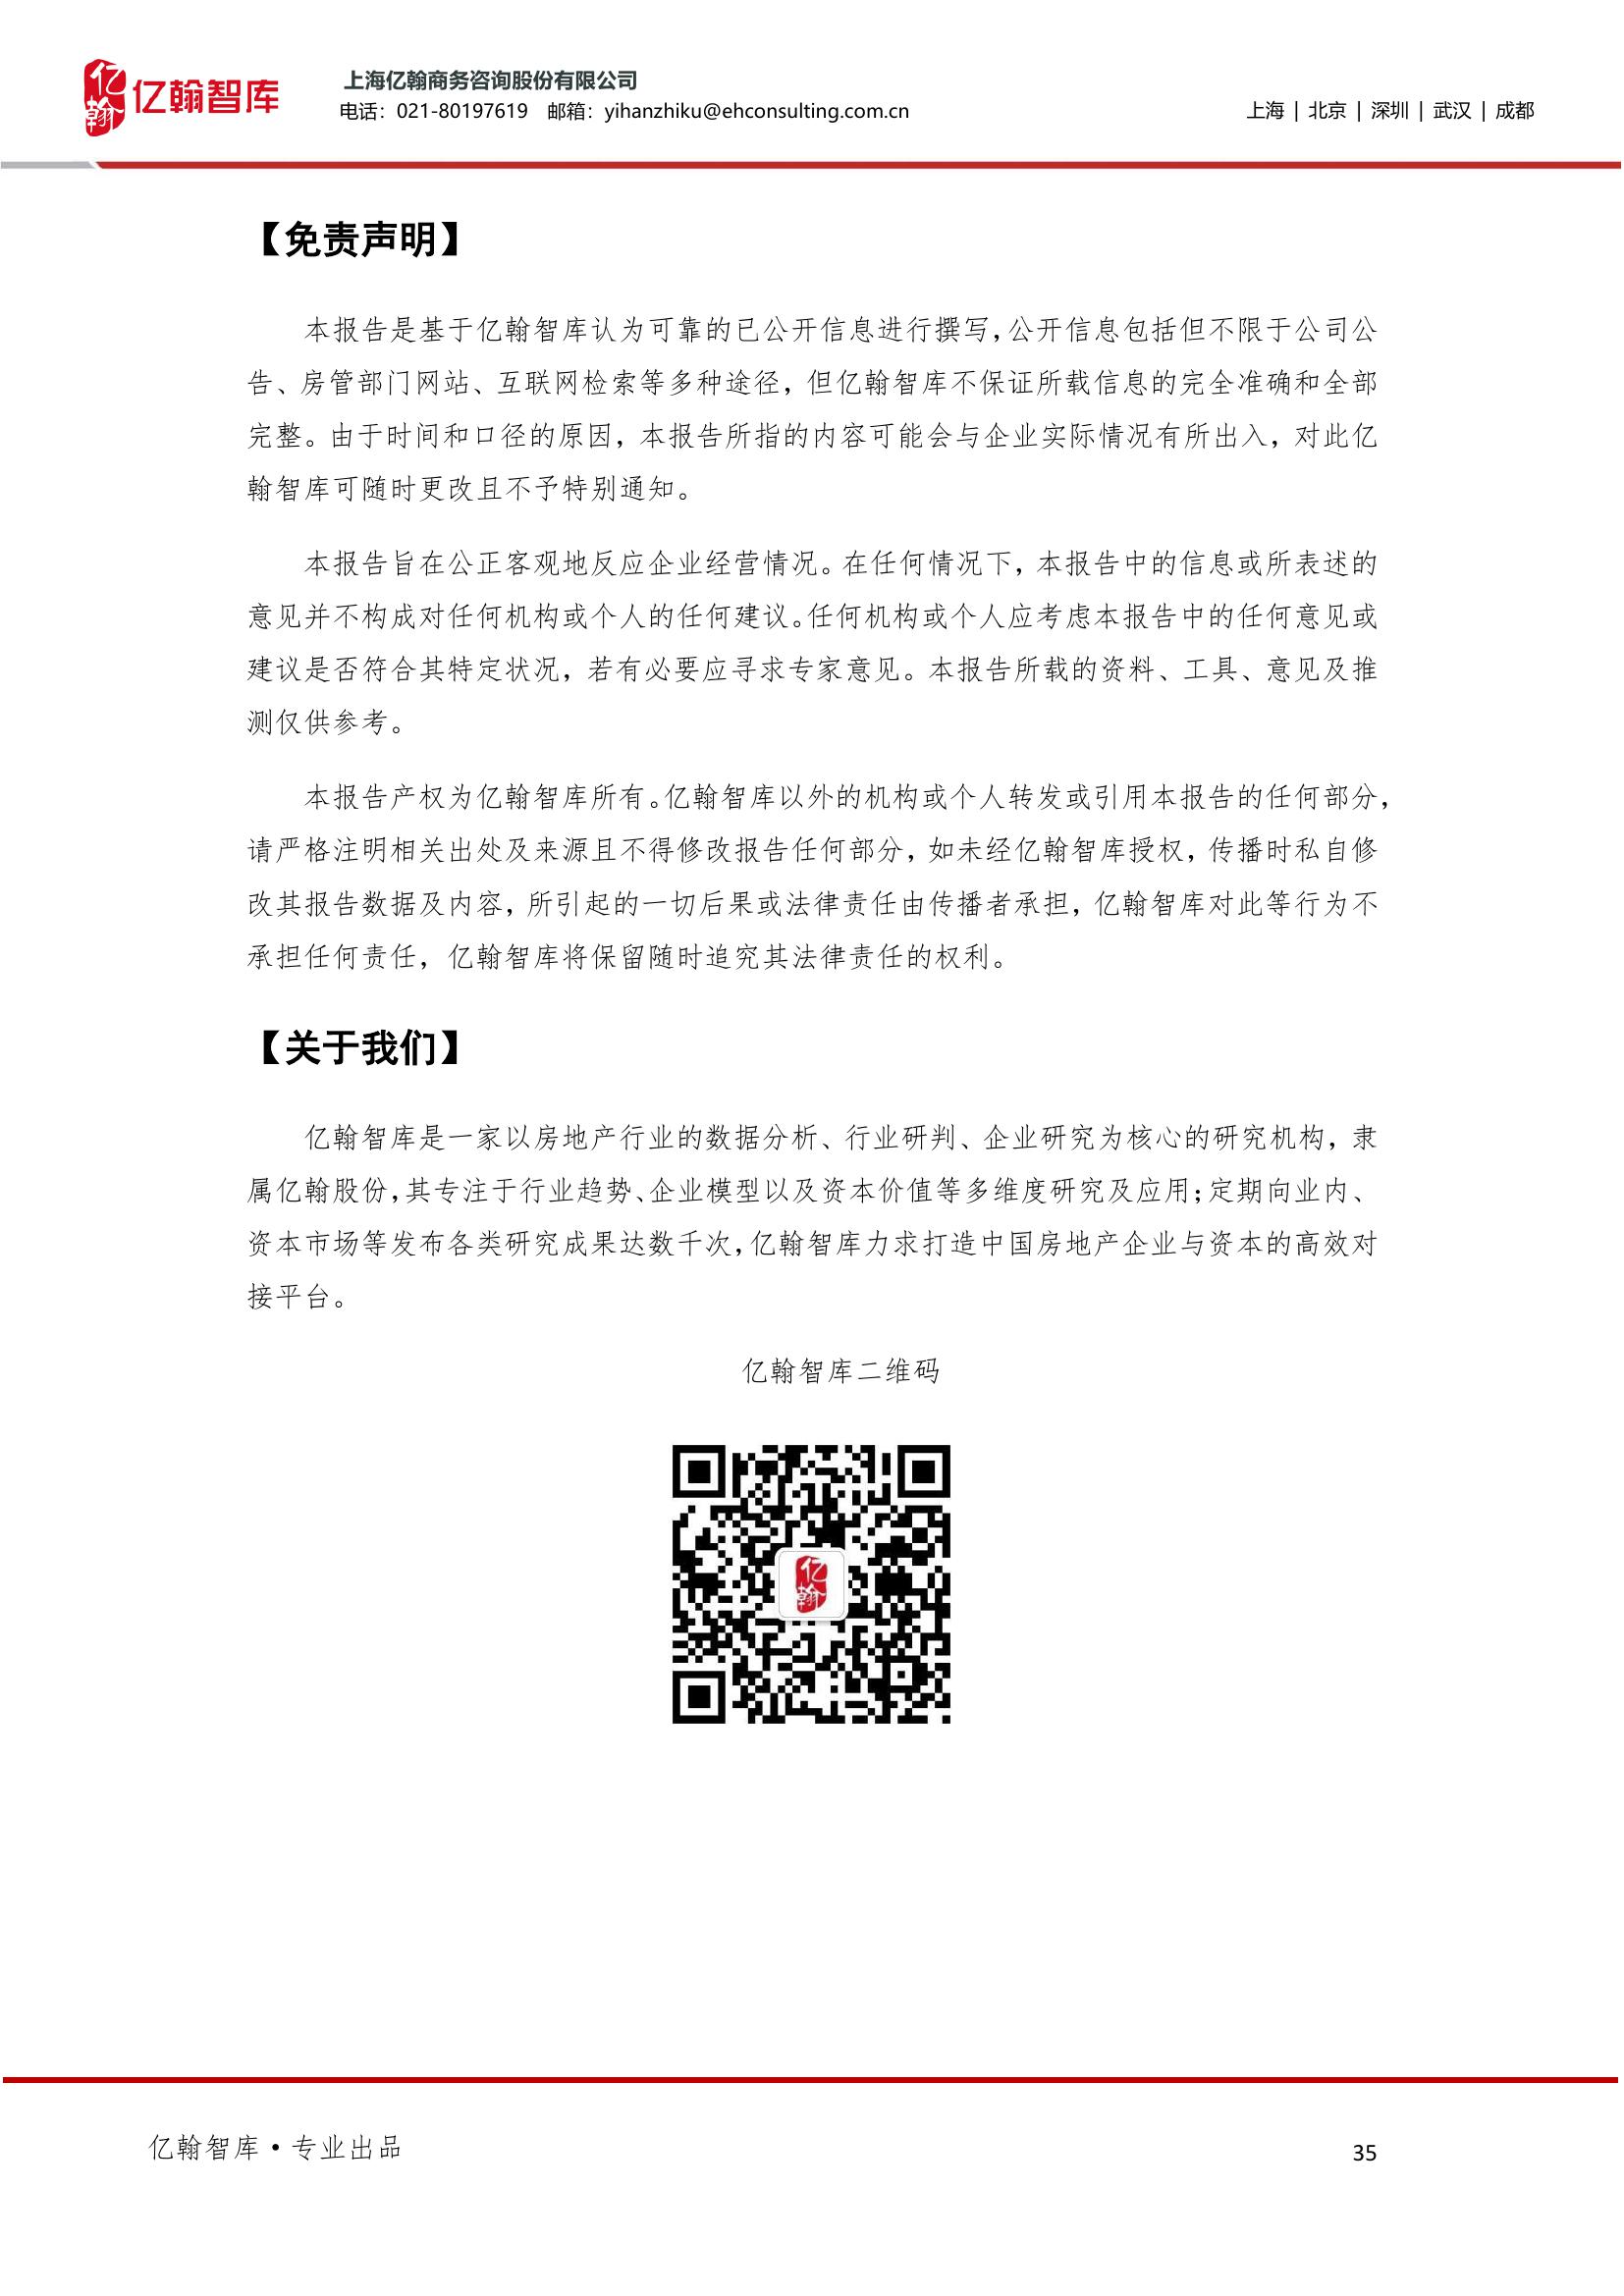 亿翰
亿翰智库
上海亿翰商务咨询股份有限公司
电话：021-80197619 邮箱：yihanzhiku@ehconsulting.com.cn
上海 | 北京 | 深圳 | 武汉 | 成都
【免责声明】
本报告是基于亿翰智库认为可靠的已公开信息进行撰写，公开信息包括但不限于公司公
告、房管部门网站、互联网检索等多种途径，但亿翰智库不保证所载信息的完全准确和全部
完整。由于时间和口径的原因，本报告所指的内容可能会与企业实际情况有所出入，对此亿
翰智库可随时更改且不予特别通知。
本报告旨在公正客观地反应企业经营情况。在任何情况下，本报告中的信息或所表述的
意见并不构成对任何机构或个人的任何建议。任何机构或个人应考虑本报告中的任何意见或
建议是否符合其特定状况，若有必要应寻求专家意见。本报告所载的资料、工具、意见及推
测仅供参考。
本报告产权为亿翰智库所有。亿翰智库以外的机构或个人转发或引用本报告的任何部分，
请严格注明相关出处及来源且不得修改报告任何部分，如未经亿翰智库授权，传播时私自修
改其报告数据及内容，所引起的一切后果或法律责任由传播者承担，亿翰智库对此等行为不
承担任何责任，亿翰智库将保留随时追究其法律责任的权利。
【关于我们】
亿翰智库是一家以房地产行业的数据分析、行业研判、企业研究为核心的研究机构，隶
属亿翰股份，其专注于行业趋势、企业模型以及资本价值等多维度研究及应用；定期向业内、
资本市场等发布各类研究成果达数千次，亿翰智库力求打造中国房地产企业与资本的高效对
接平台。
亿翰智库二维码
亿翰
亿翰智库·专业出品
35